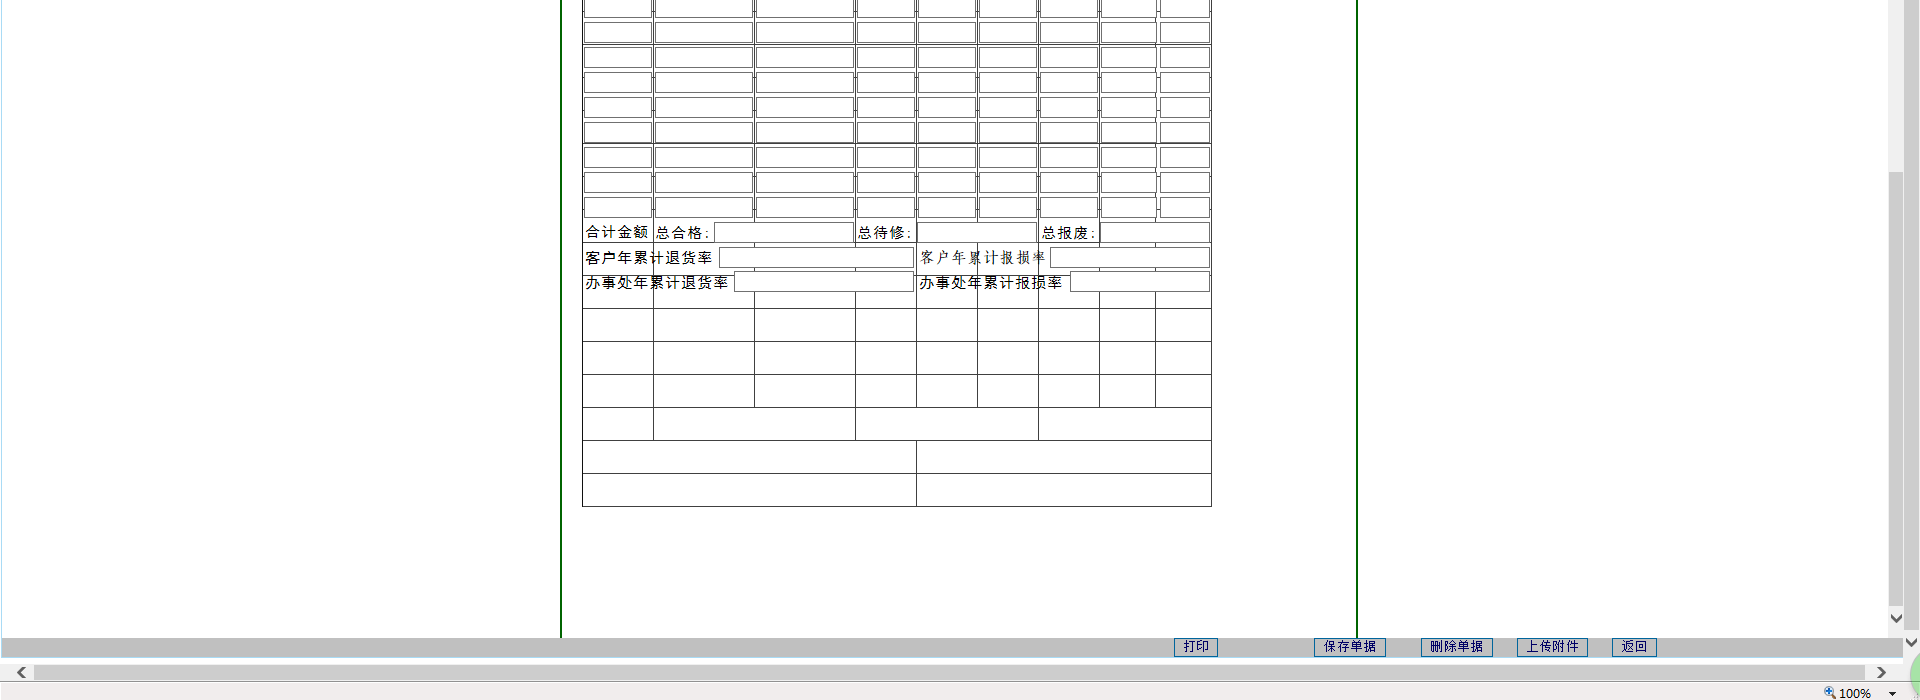 合计金额 总合格: 总待修: 总报废:
客户年累计退货率 客户年累计报损率
办事处年累计退货率 办事处年累计报损率
打印 保存单据 删除单据 上传附件 返回
100%